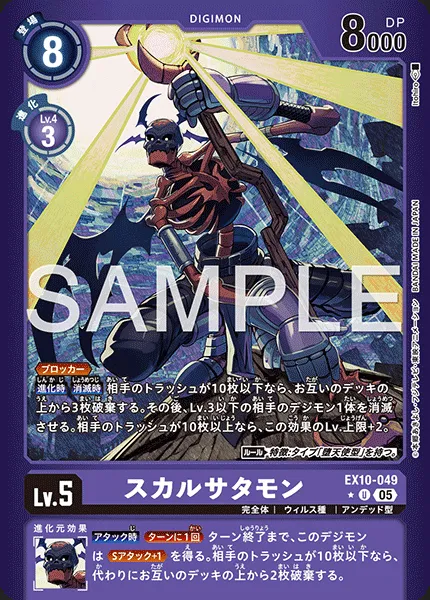 DIGIMON
登場
8
8000
DP
進化
Lv.4
3
SAMPLE
ブロッカー
進化時 消滅時 相手のトラッシュが10枚以下なら、お互いのデッキの
上から3枚破棄する。その後、Lv.3以下の相手のデジモン1体を消滅
させる。相手のトラッシュが10枚以上なら、この効果のLv.上限+2。
ルール 特徴:タイプ「堕天使型」を持つ。
Lv.5
スカルサタモン
EX10-049
U 05
完全体 | ウィルス種 | アンデッド型
進化元効果
アタック時 ターンに1回 ターン終了まで、このデジモン
は Sアタック+1 を得る。相手のトラッシュが10枚以下なら、
代わりにお互いのデッキの上から2枚破棄する。
BANDAI MADE IN JAPAN